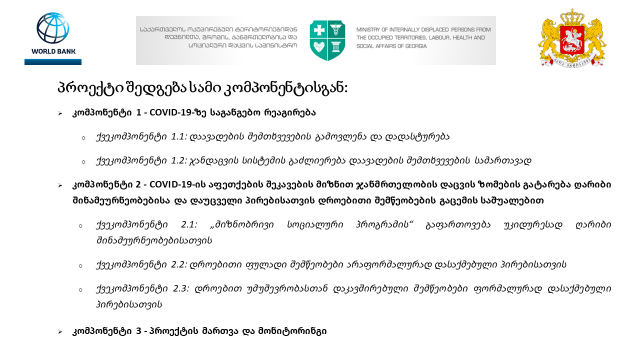 WORLD BANK
საქართველოს ოკუპირებული ტერიტორიებიდან
დევნილთა, შრომის, ჯანმრთელობისა და
სოციალური დაცვის სამინისტრო
MINISTRY OF INTERNALLY DISPLACED PERSONS FROM
THE OCCUPIED TERRITORIES, LABOUR, HEALTH AND
SOCIAL AFFAIRS OF GEORGIA
პროექტი შედგება სამი კომპონენტისგან:
კომპონენტი 1 - COVID-19-ზე საგანგებო რეაგირება
ქვეკომპონენტი 1.1: დაავადების შემთხვევების გამოვლენა და დადასტურება
ქვეკომპონენტი 1.2: ჯანდაცვის სისტემის გაძლიერება დაავადების შემთხვევების სამართავად
კომპონენტი 2 - COVID-19-ის აფეთქების შეკავების მიზნით ჯანმრთელობის დაცვის ზომების გატარება ღარიბი
შინამეურნეობებისა და დაუცველი პირებისათვის დროებითი შემწეობების გაცემის საშუალებით
ქვეკომპონენტი 2.1: „მიზნობრივი სოციალური პროგრამის“ გაფართოება უკიდურესად ღარიბი
შინამეურნეობებისათვის
ქვეკომპონენტი 2.2: დროებითი ფულადი შემწეობები არაფორმალურად დასაქმებული პირებისათვის
ქვეკომპონენტი 2.3: დროებით უმუშევრობასთან დაკავშირებული შემწეობები ფორმალურად დასაქმებული
პირებისათვის
კომპონენტი 3 - პროექტის მართვა და მონიტორინგი